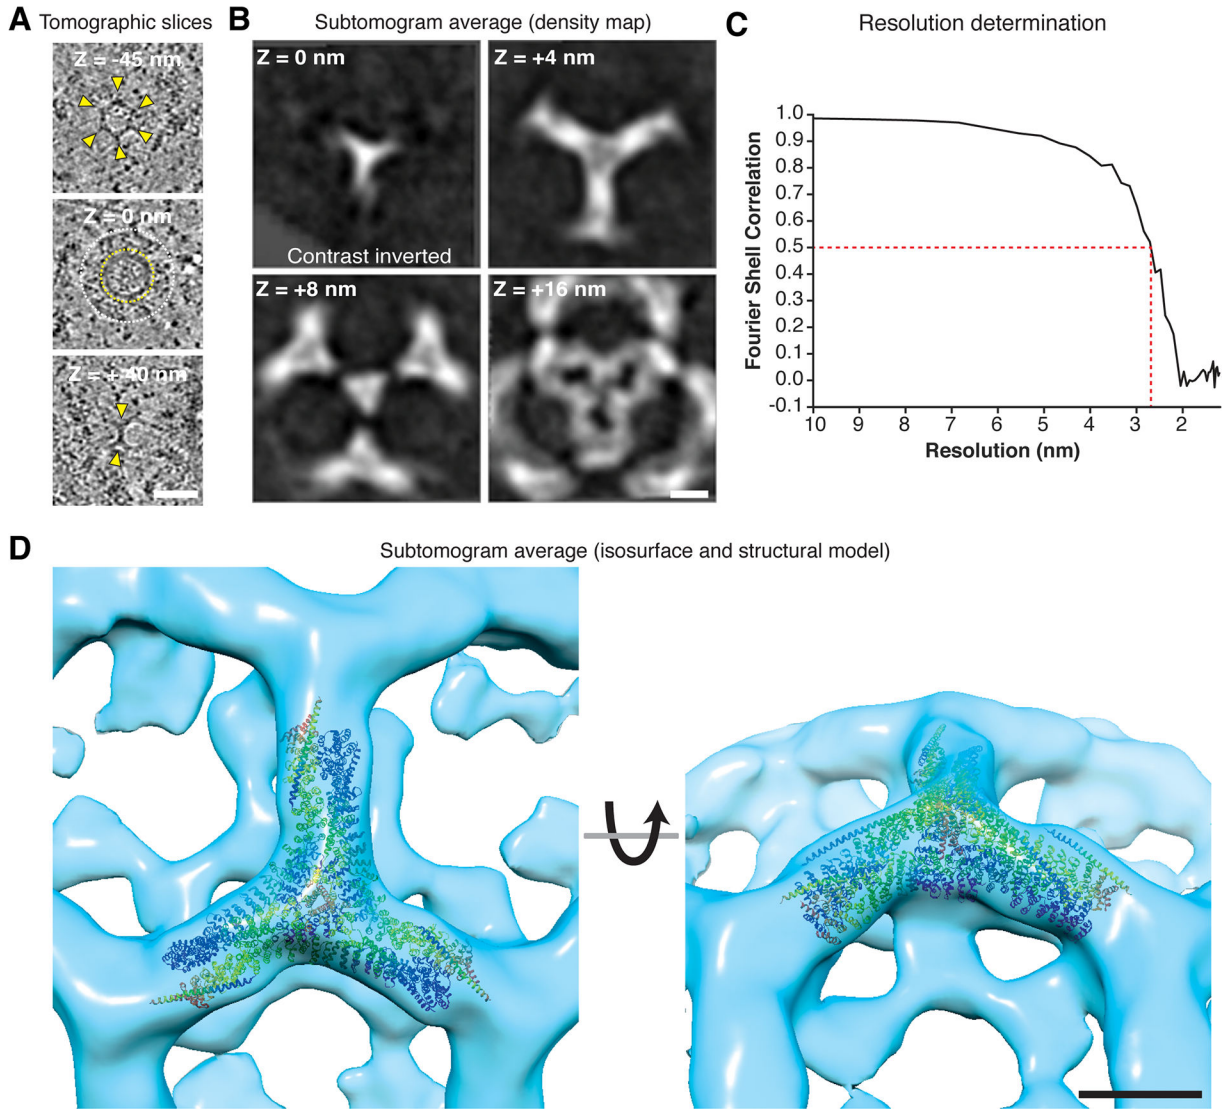 A Tomographic slices
Z = -45 nm
Z = 0 nm
Z = + 40 nm
B Subtomogram average (density map)
Z = 0 nm
Contrast inverted
Z = +4 nm
Z = +8 nm
Z = +16 nm
C Resolution determination
Fourier Shell Correlation
1.0
0.9
0.8
0.7
0.6
0.5
0.4
0.3
0.2
0.1
0.0
-0.1
10 9 8 7 6 5 4 3 2
Resolution (nm)
D Subtomogram average (isosurface and structural model)